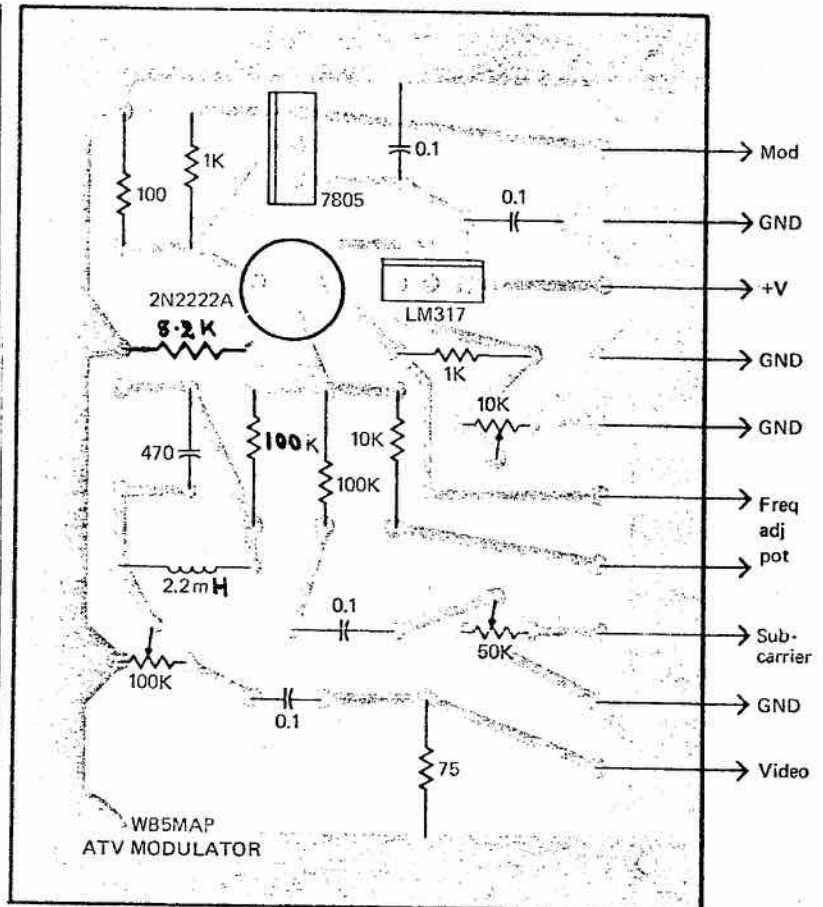 Mod
0.1
1K
100
7805
0.1
GND
+V
2N2222A
LM317
8.2K
1K
GND
10K
GND
470
100K
10K
100K
Freq
adj
pot
2.2mH
0.1
50K
Sub-
carrier
100K
GND
0.1
75
Video
WB5MAP
ATV MODULATOR